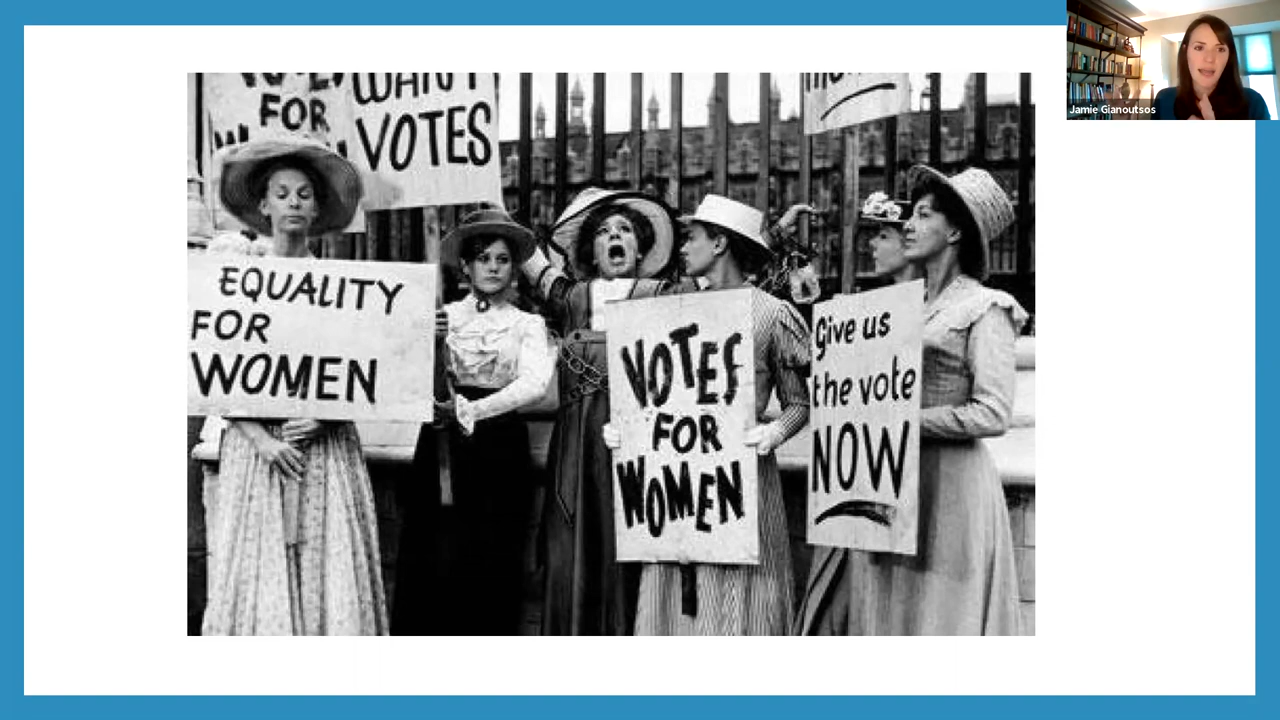 FOR
WANT
VOTES
EQUALITY
FOR
WOMEN
VOTES
FOR
WOMEN
Give us
the vote
NOW
Jamie Gianoutsos